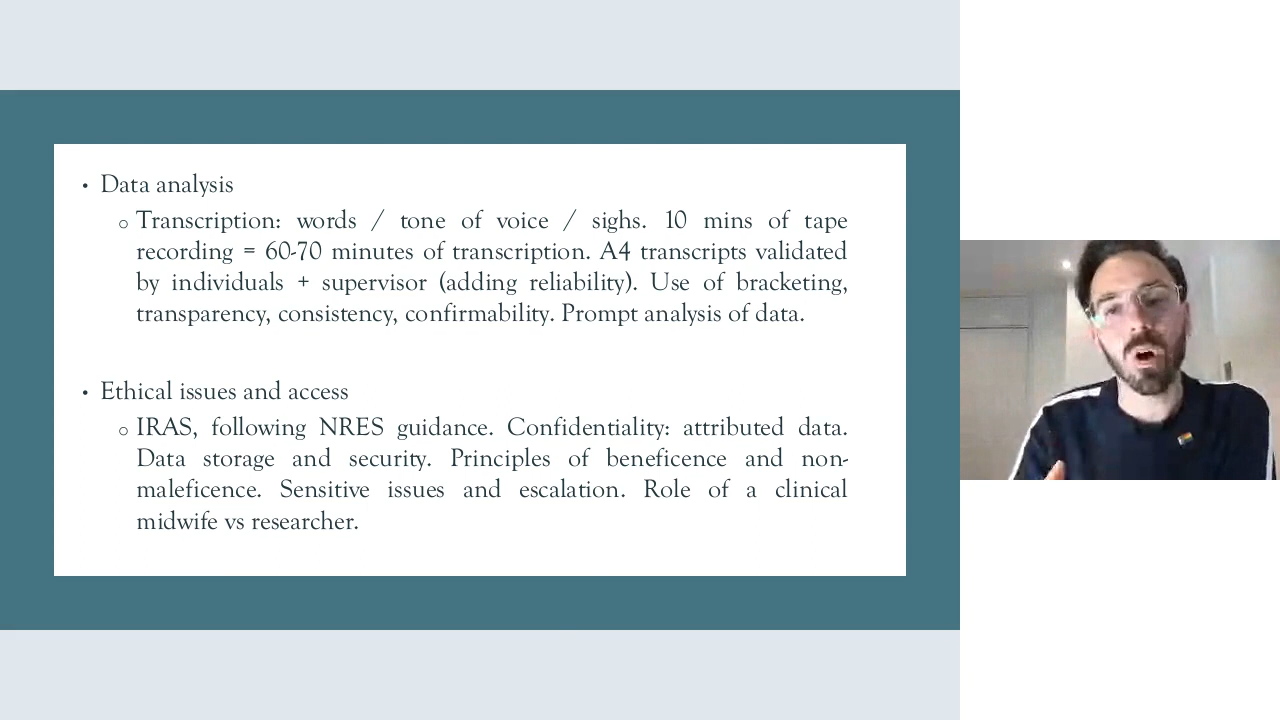 • Data analysis
o Transcription: words / tone of voice / sighs. 10 mins of tape
recording = 60-70 minutes of transcription. A4 transcripts validated
by individuals + supervisor (adding reliability). Use of bracketing,
transparency, consistency, confirmability. Prompt analysis of data.
• Ethical issues and access
o IRAS, following NRES guidance. Confidentiality: attributed data.
Data storage and security. Principles of beneficence and non-
maleficence. Sensitive issues and escalation. Role of a clinical
midwife vs researcher.